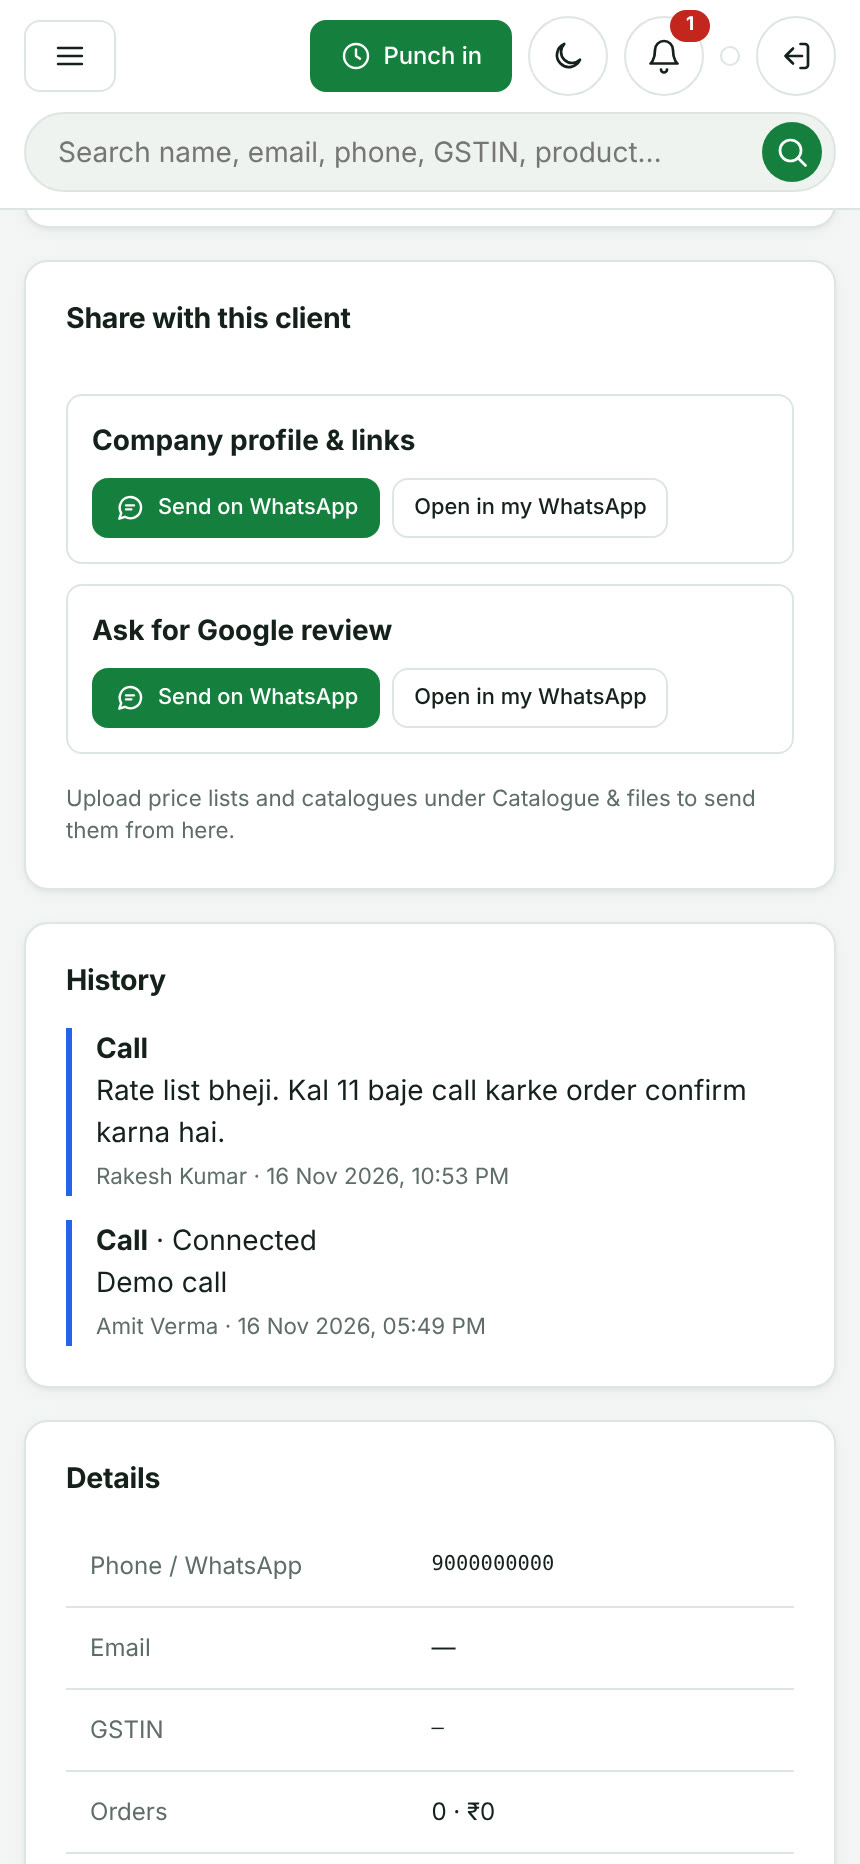 Punch in
1
Search name, email, phone, GSTIN, product...
Share with this client
Company profile & links
Send on WhatsApp
Open in my WhatsApp
Ask for Google review
Send on WhatsApp
Open in my WhatsApp
Upload price lists and catalogues under Catalogue & files to send
them from here.
History
Call
Rate list bheji. Kal 11 baje call karke order confirm
karna hai.
Rakesh Kumar · 16 Nov 2026, 10:53 PM
Call · Connected
Demo call
Amit Verma · 16 Nov 2026, 05:49 PM
Details
Phone / WhatsApp 9000000000
Email —
GSTIN –
Orders 0 · ₹0